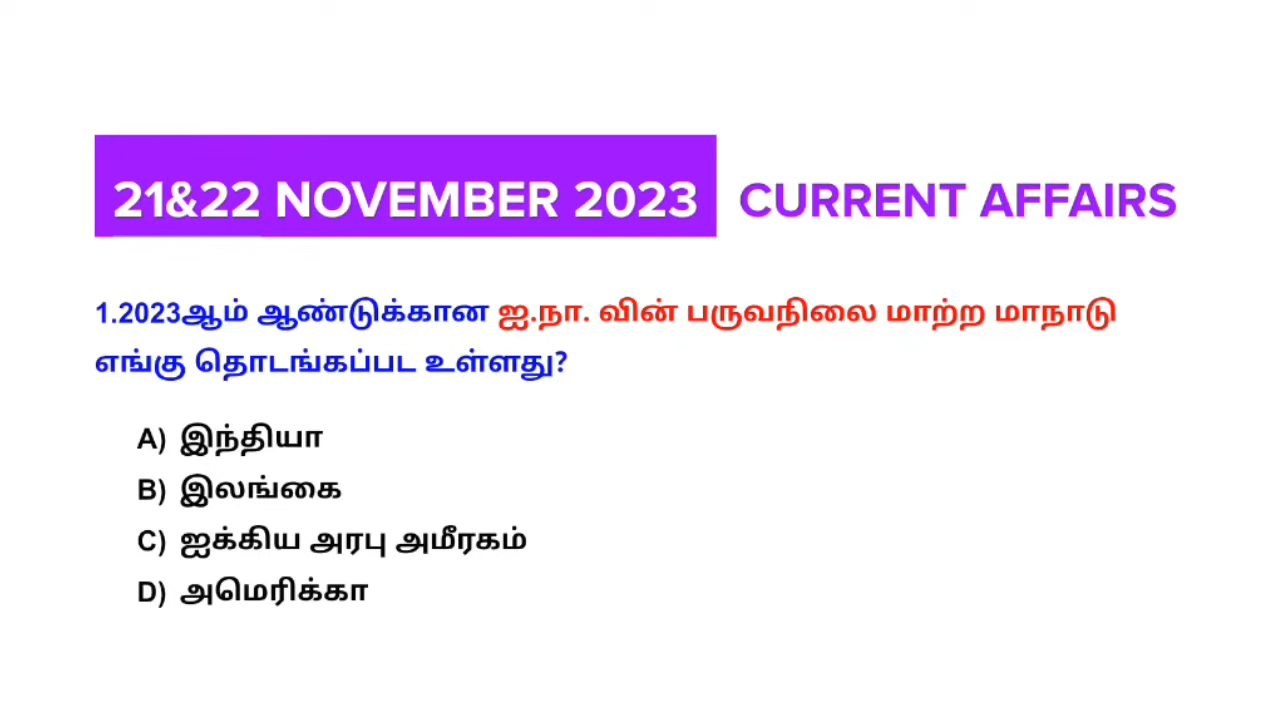 21&22 NOVEMBER 2023 CURRENT AFFAIRS
1.2023ஆம் ஆண்டுக்கான ஐ.நா. வின் பருவநிலை மாற்ற மாநாடு
எங்கு தொடங்கப்பட உள்ளது?
A) இந்தியா
B) இலங்கை
C) ஐக்கிய அரபு அமீரகம்
D) அமெரிக்கா